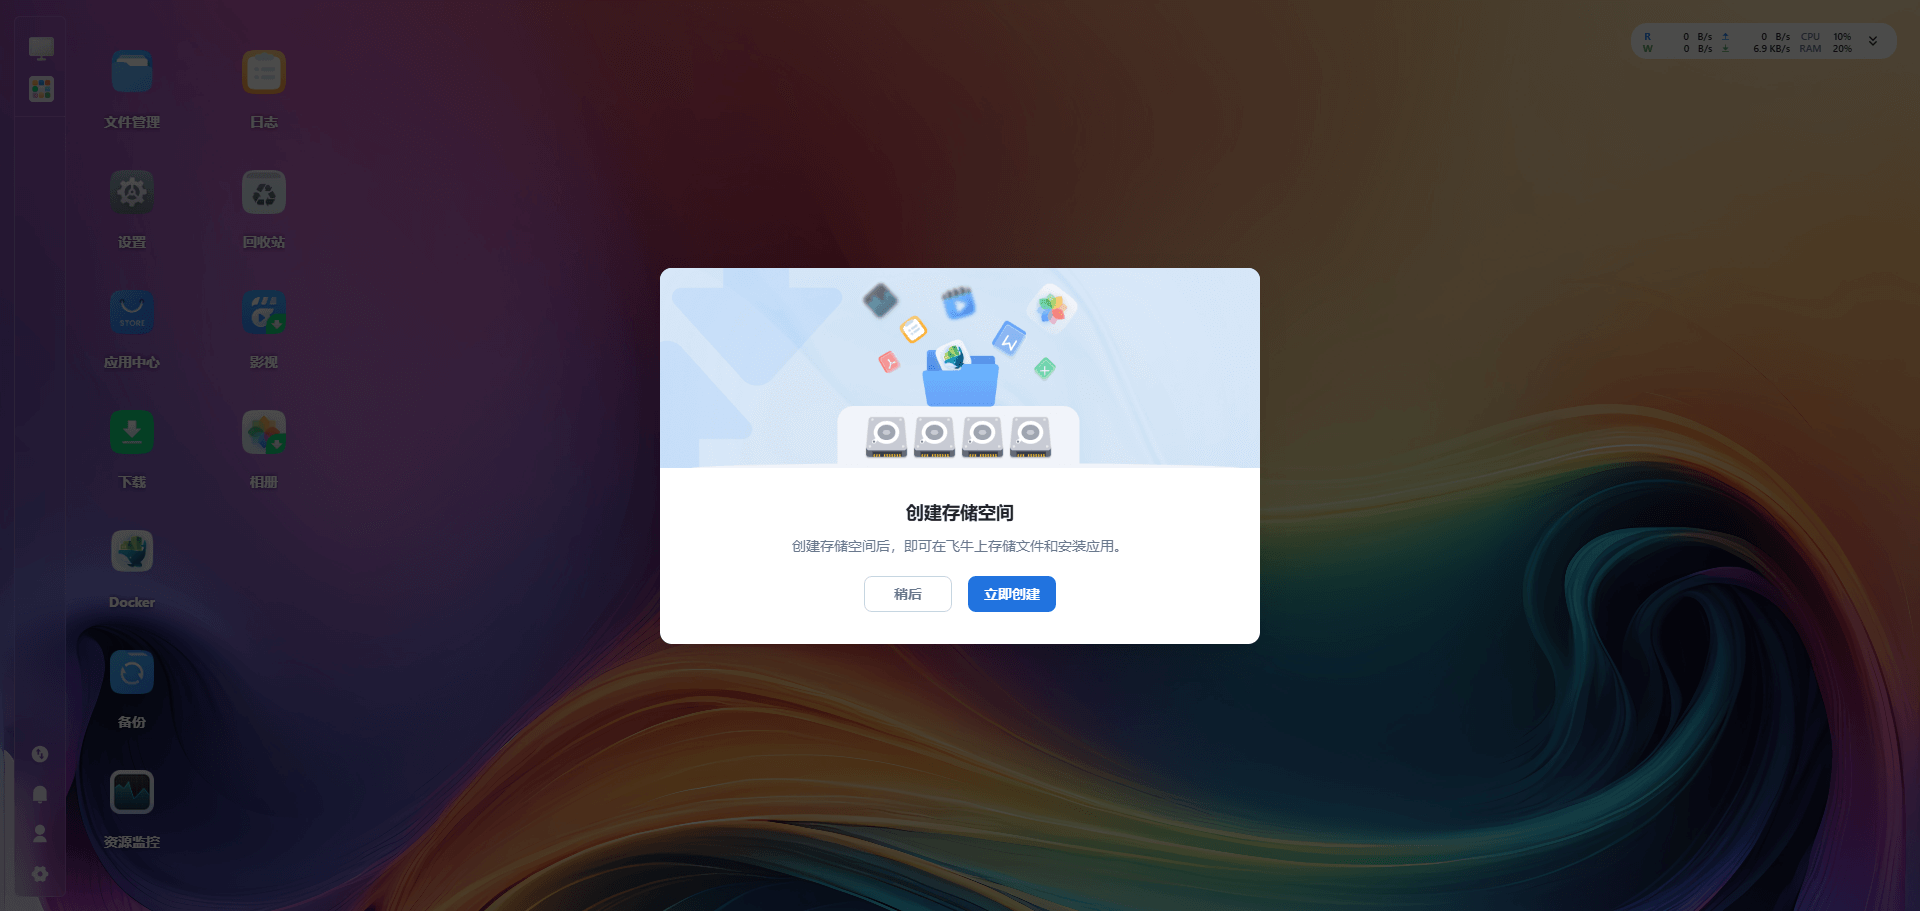 R 0 B/s 0 B/s CPU 10%
W 0 B/s 6.9 KB/s RAM 20%
文件管理
日志
设置
回收站
STORE
应用中心
影视
下载
相册
Docker
备份
资源监控
创建存储空间
创建存储空间后，即可在飞牛上存储文件和安装应用。
稍后
立即创建